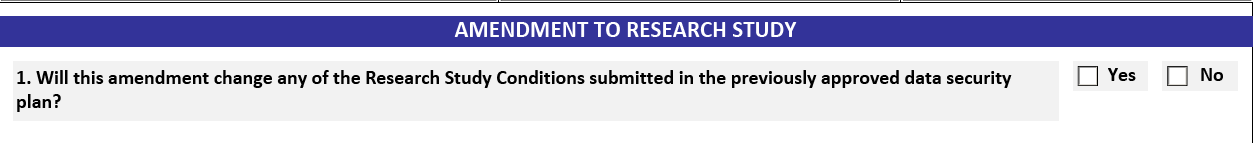 AMENDMENT TO RESEARCH STUDY
1. Will this amendment change any of the Research Study Conditions submitted in the previously approved data security Yes No
plan?